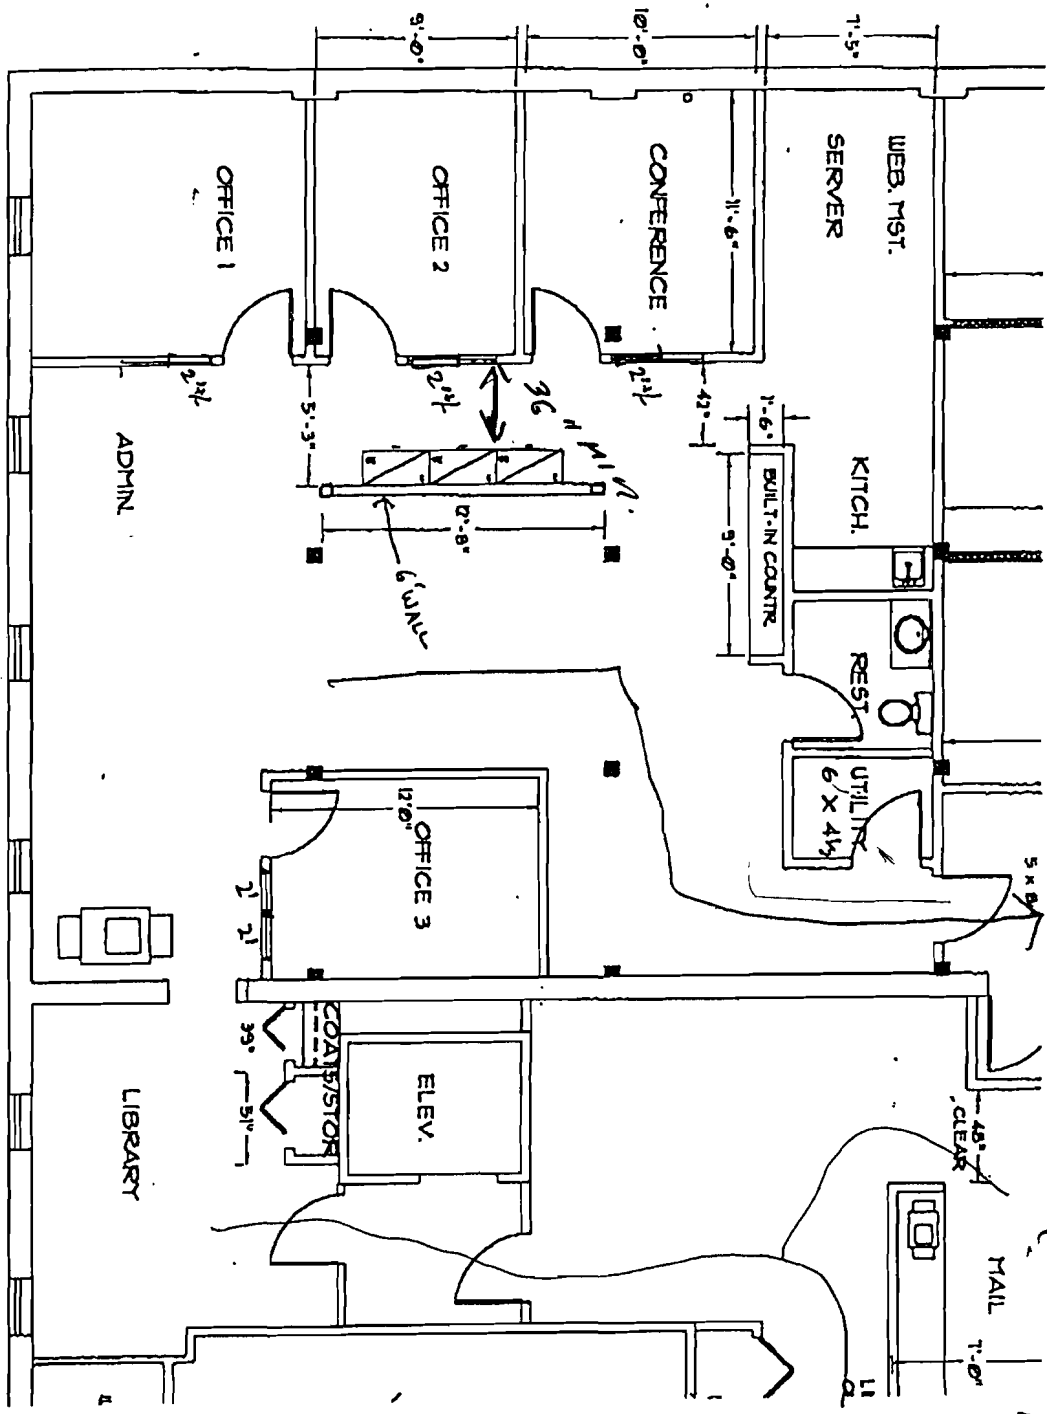 9'-0"
10'-0"
7'-5"
OFFICE 1
OFFICE 2
CONFERENCE
11'-6"
SERVER
WEB. MST.
2 1/2
2 1/2
2 1/2
5'-3"
36" MIN.
42"
1'-6"
ADMIN.
KITCH.
BUILT-IN COUNTR
9'-0"
12'-8"
6' WALL
REST.
UTILITY
6 X 4½
12'0"
OFFICE 3
2'
2'
5 X 8
COATS/STOR
39"
51"
ELEV.
LIBRARY
48"
CLEAR
MAIL
7'-0"